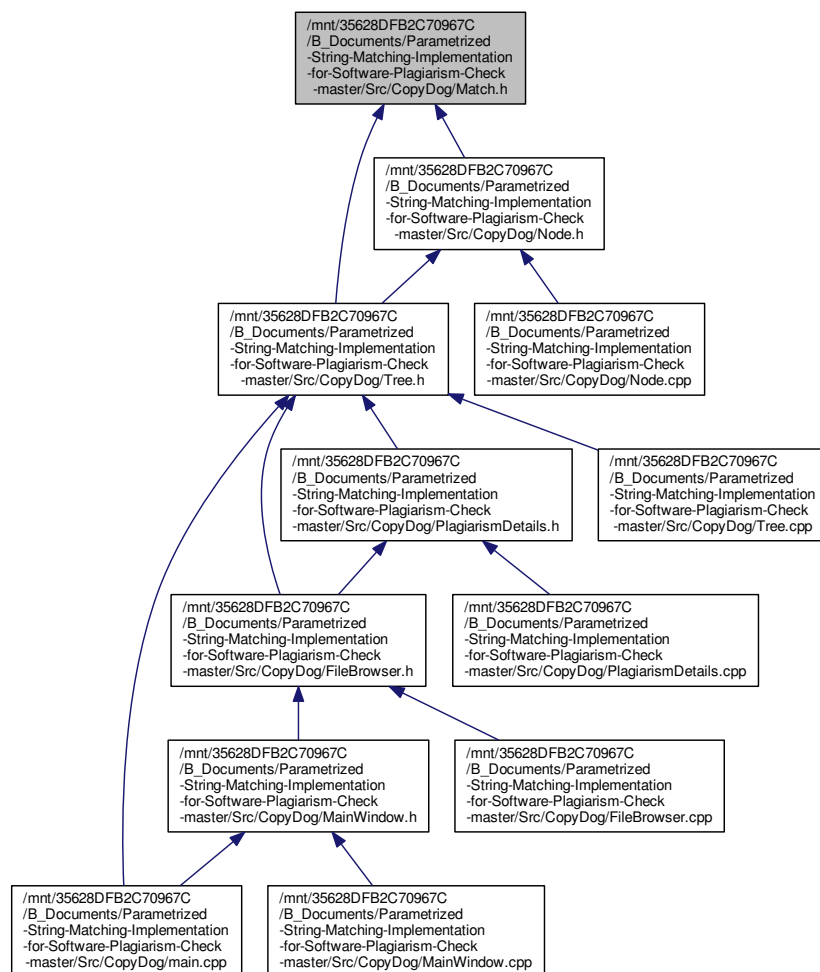 /mnt/35628DFB2C70967C
/B_Documents/Parametrized
-String-Matching-Implementation
-for-Software-Plagiarism-Check
-master/Src/CopyDog/Match.h
/mnt/35628DFB2C70967C
/B_Documents/Parametrized
-String-Matching-Implementation
-for-Software-Plagiarism-Check
-master/Src/CopyDog/Node.h
/mnt/35628DFB2C70967C
/B_Documents/Parametrized
-String-Matching-Implementation
-for-Software-Plagiarism-Check
-master/Src/CopyDog/Tree.h
/mnt/35628DFB2C70967C
/B_Documents/Parametrized
-String-Matching-Implementation
-for-Software-Plagiarism-Check
-master/Src/CopyDog/Node.cpp
/mnt/35628DFB2C70967C
/B_Documents/Parametrized
-String-Matching-Implementation
-for-Software-Plagiarism-Check
-master/Src/CopyDog/PlagiarismDetails.h
/mnt/35628DFB2C70967C
/B_Documents/Parametrized
-String-Matching-Implementation
-for-Software-Plagiarism-Check
-master/Src/CopyDog/Tree.cpp
/mnt/35628DFB2C70967C
/B_Documents/Parametrized
-String-Matching-Implementation
-for-Software-Plagiarism-Check
-master/Src/CopyDog/FileBrowser.h
/mnt/35628DFB2C70967C
/B_Documents/Parametrized
-String-Matching-Implementation
-for-Software-Plagiarism-Check
-master/Src/CopyDog/PlagiarismDetails.cpp
/mnt/35628DFB2C70967C
/B_Documents/Parametrized
-String-Matching-Implementation
-for-Software-Plagiarism-Check
-master/Src/CopyDog/MainWindow.h
/mnt/35628DFB2C70967C
/B_Documents/Parametrized
-String-Matching-Implementation
-for-Software-Plagiarism-Check
-master/Src/CopyDog/FileBrowser.cpp
/mnt/35628DFB2C70967C
/B_Documents/Parametrized
-String-Matching-Implementation
-for-Software-Plagiarism-Check
-master/Src/CopyDog/main.cpp
/mnt/35628DFB2C70967C
/B_Documents/Parametrized
-String-Matching-Implementation
-for-Software-Plagiarism-Check
-master/Src/CopyDog/MainWindow.cpp